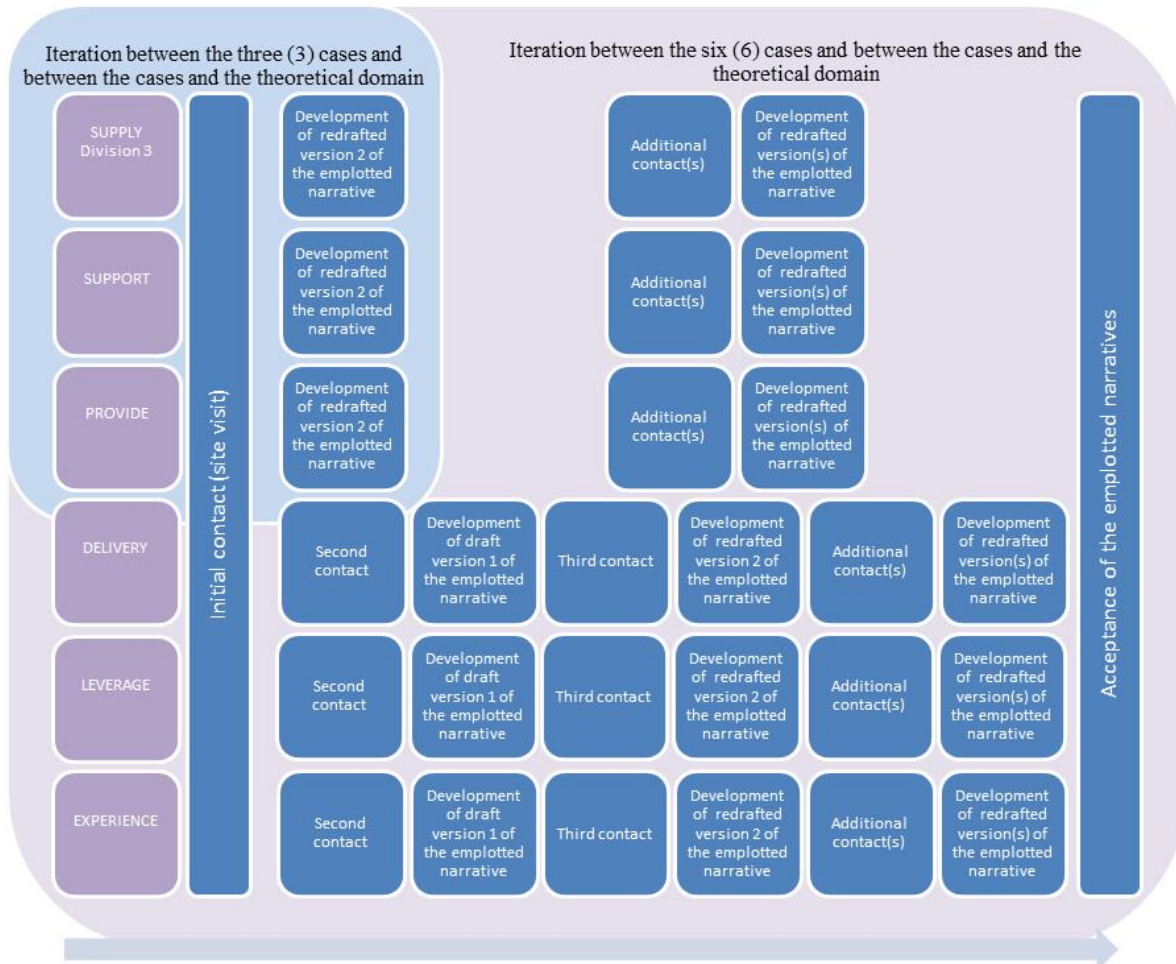 Iteration between the three (3) cases and
between the cases and the theoretical domain
Iteration between the six (6) cases and between the cases and the
theoretical domain
SUPPLY
Division 3
Initial contact (site visit)
Development
of redrafted
version 2 of
the emplotted
narrative
Additional
contact(s)
Development
of redrafted
version(s) of
the emplotted
narrative
Acceptance of the emplotted narratives
SUPPORT
Development
of redrafted
version 2 of
the emplotted
narrative
Additional
contact(s)
Development
of redrafted
version(s) of
the emplotted
narrative
PROVIDE
Development
of redrafted
version 2 of
the emplotted
narrative
Additional
contact(s)
Development
of redrafted
version(s) of
the emplotted
narrative
DELIVERY
Second
contact
Development
of draft
version 1 of
the emplotted
narrative
Third contact
Development
of redrafted
version 2 of
the emplotted
narrative
Additional
contact(s)
Development
of redrafted
version(s) of
the emplotted
narrative
LEVERAGE
Second
contact
Development
of draft
version 1 of
the emplotted
narrative
Third contact
Development
of redrafted
version 2 of
the emplotted
narrative
Additional
contact(s)
Development
of redrafted
version(s) of
the emplotted
narrative
EXPERIENCE
Second
contact
Development
of draft
version 1 of
the emplotted
narrative
Third contact
Development
of redrafted
version 2 of
the emplotted
narrative
Additional
contact(s)
Development
of redrafted
version(s) of
the emplotted
narrative